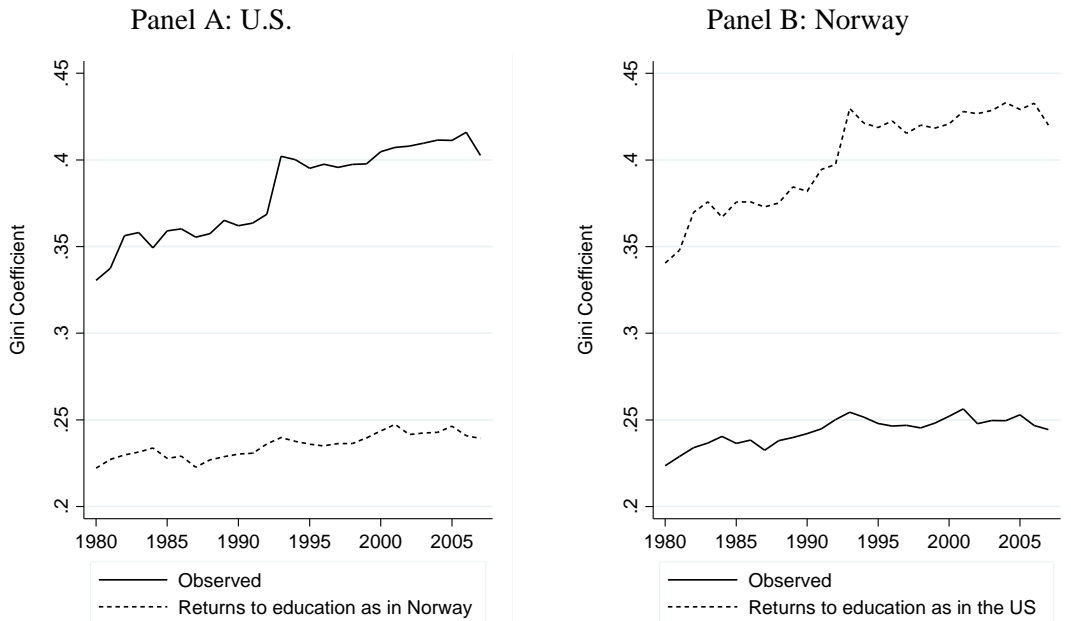 Panel A: U.S.
Gini Coefficient
.45
.4
.35
.3
.25
.2
1980 1985 1990 1995 2000 2005
Observed
Returns to education as in Norway
Panel B: Norway
Gini Coefficient
.45
.4
.35
.3
.25
.2
1980 1985 1990 1995 2000 2005
Observed
Returns to education as in the US